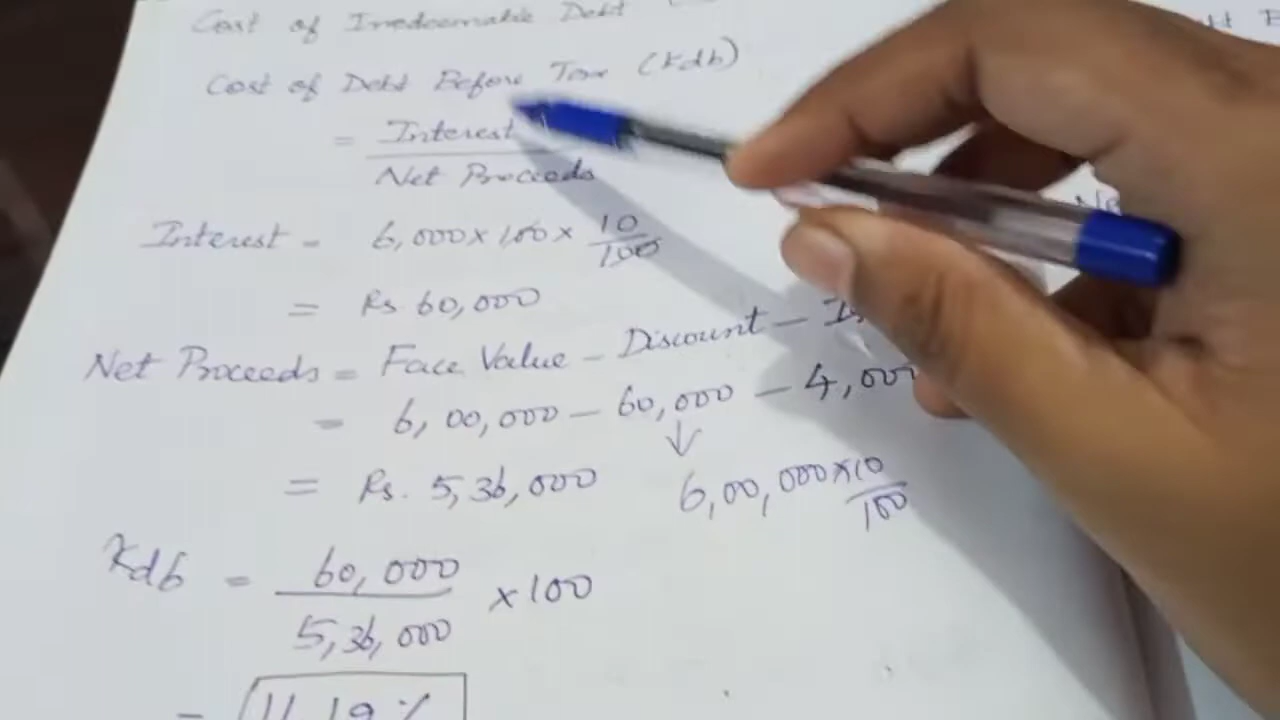 Cost of Irredeemable Debt
Cost of Debt Before Tax (Kdb)
= Interest / Net Proceeds
Interest = 6,000 × 100 × 10/100
= Rs. 60,000
Net Proceeds = Face Value - Discount -
= 6,00,000 - 60,000 - 4,000
↓
= Rs. 5,36,000 6,00,000 × 10/100
Kdb = 60,000 / 5,36,000 × 100
= 11.19 %